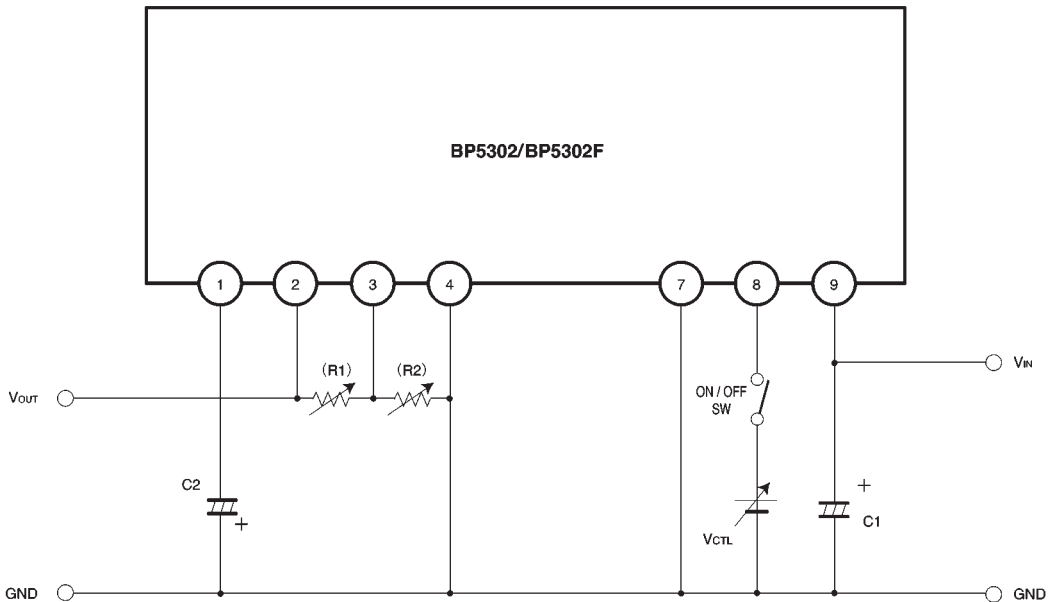 BP5302/BP5302F
1 2 3 4 7 8 9
(R1) (R2)
VIN
VOUT
ON / OFF
SW
C2
+
+
C1
VCTL
GND
GND